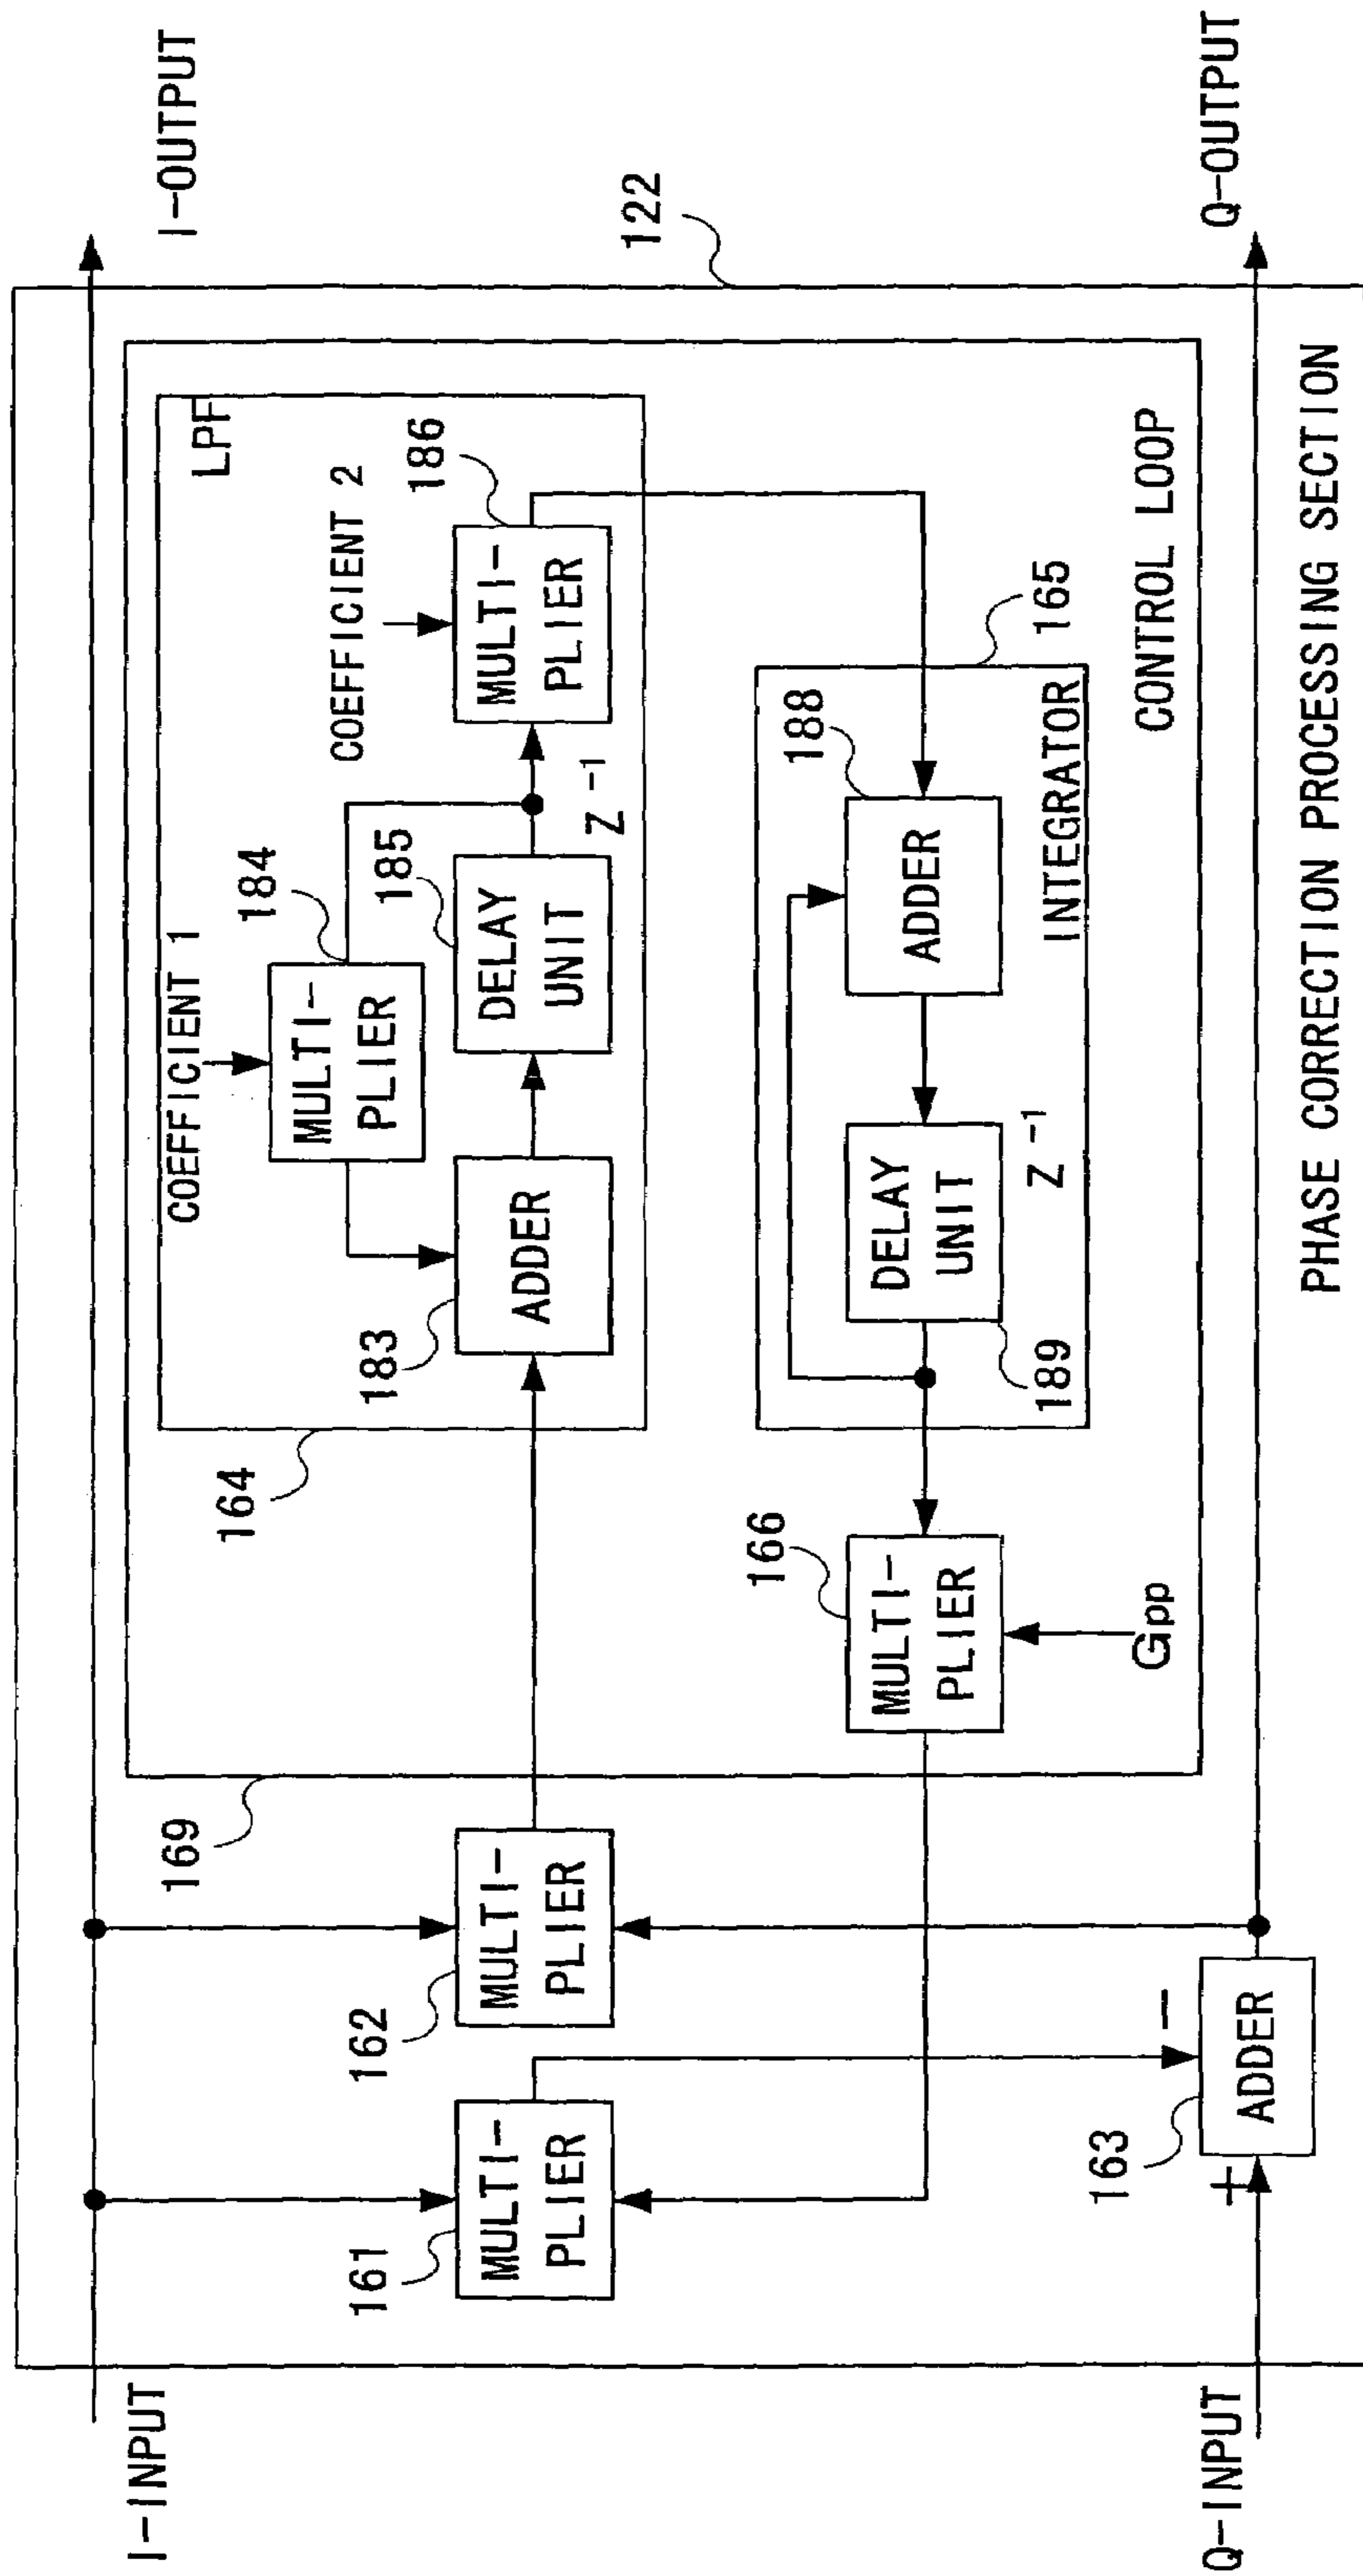 I-INPUT
I-OUTPUT
122
169
164
LPF
COEFFICIENT 1
184
COEFFICIENT 2
MULTI-
PLIER
183
ADDER
185
DELAY
UNIT
Z⁻¹
186
MULTI-
PLIER
161
MULTI-
PLIER
162
MULTI-
PLIER
166
MULTI-
PLIER
Gpp
189
DELAY
UNIT
Z⁻¹
188
ADDER
INTEGRATOR
165
CONTROL LOOP
163
+
ADDER
-
Q-INPUT
Q-OUTPUT
PHASE CORRECTION PROCESSING SECTION